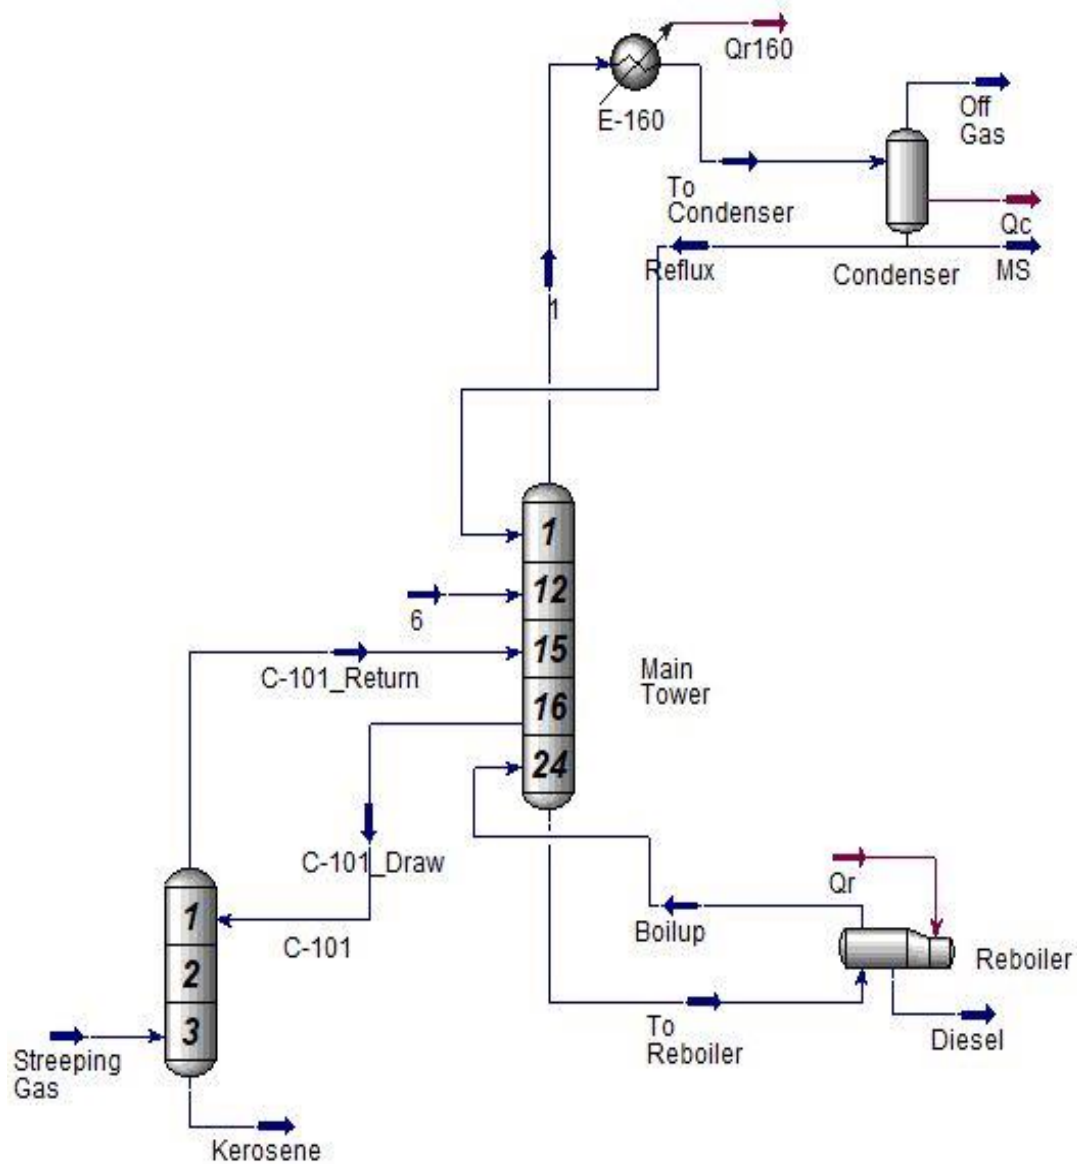 Qr160
E-160
Off
Gas
To
Condenser
Qc
Reflux
Condenser
MS
1
1
12
6
15
C-101_Return
Main
Tower
16
24
C-101_Draw
Qr
1
C-101
Boilup
2
Reboiler
3
Streeping
Gas
To
Reboiler
Diesel
Kerosene